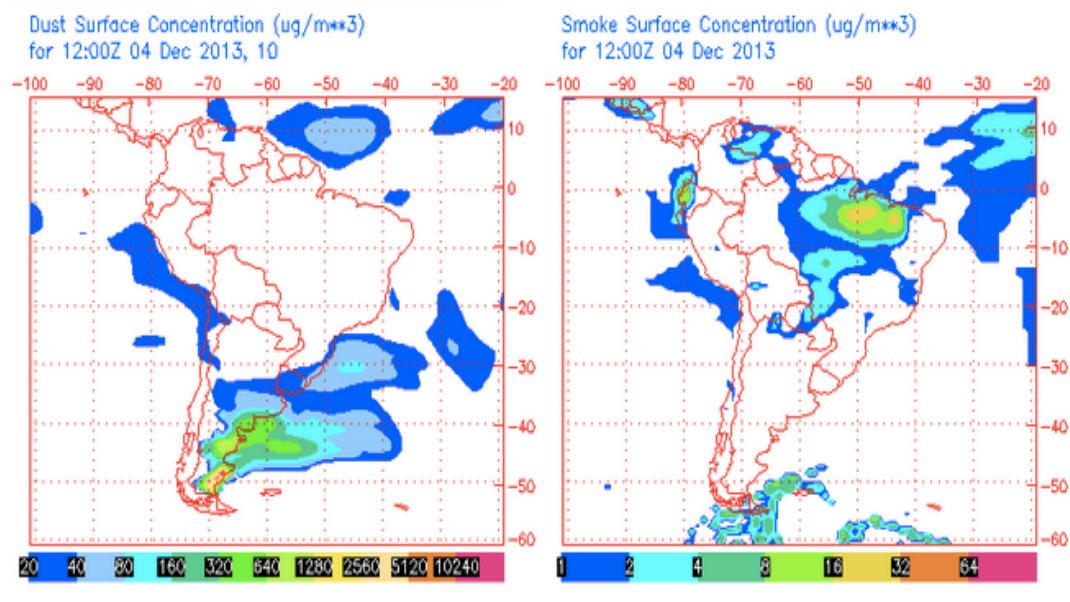 Dust Surface Concentration (ug/m**3)
for 12:00Z 04 Dec 2013, 10
-100 -90 -80 -70 -60 -50 -40 -30 -20
10
0
-10
-20
-30
-40
-50
-60
20 40 80 160 320 640 1280 2560 5120 10240
Smoke Surface Concentration (ug/m**3)
for 12:00Z 04 Dec 2013
-100 -90 -80 -70 -60 -50 -40 -30 -20
10
0
-10
-20
-30
-40
-50
-60
1 2 4 8 16 32 64